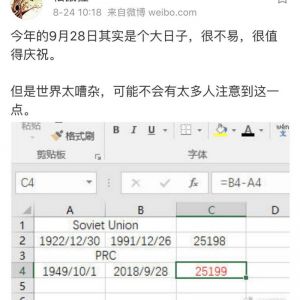 8-24 10:18 来自微博 weibo.com
今年的9月28日其实是个大日子，很不易，很值
得庆祝。
但是世界太嘈杂，可能不会有太多人注意到这一
点。
粘贴
格式刷
B I U
A
剪贴板
字体
C4
=B4-A4
A B C D
1 Soviet Union
2 1922/12/30 1991/12/26 25198
3 PRC
4 1949/10/1 2018/9/28 25199
5